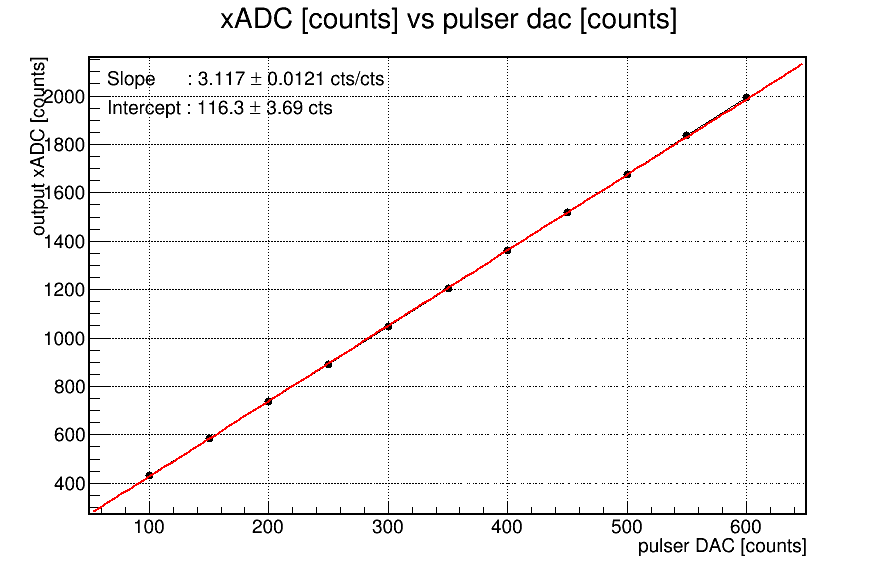 xADC [counts] vs pulser dac [counts]
Slope : 3.117 ± 0.0121 cts/cts
Intercept : 116.3 ± 3.69 cts
output xADC [counts]
2000
1800
1600
1400
1200
1000
800
600
400
100 200 300 400 500 600
pulser DAC [counts]